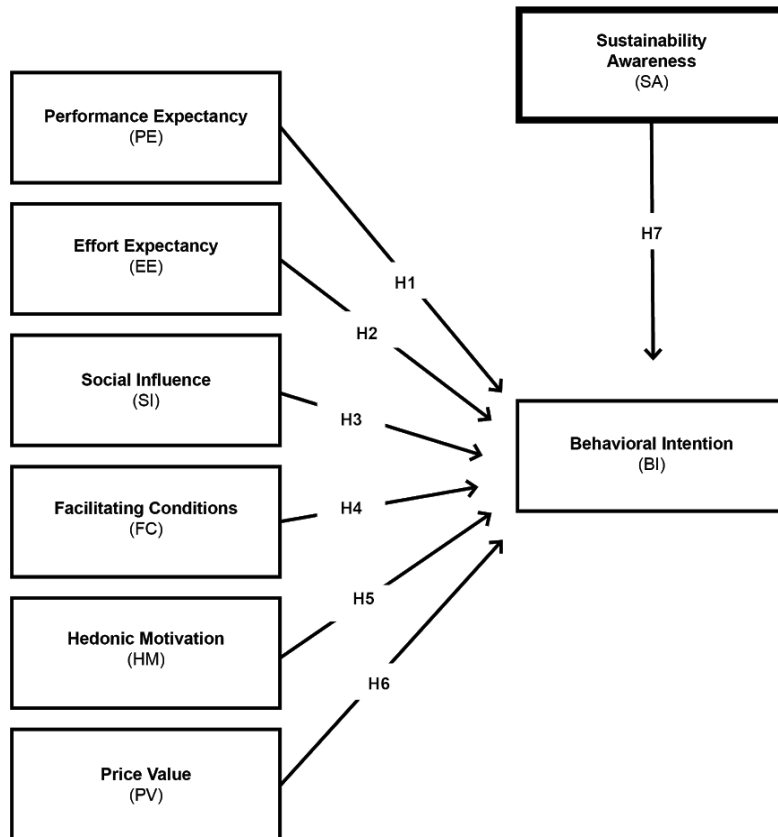 Sustainability
Awareness
(SA)
Performance Expectancy
(PE)
H7
Effort Expectancy
(EE)
H1
H2
Social Influence
(SI)
H3
Behavioral Intention
(BI)
Facilitating Conditions
(FC)
H4
H5
Hedonic Motivation
(HM)
H6
Price Value
(PV)